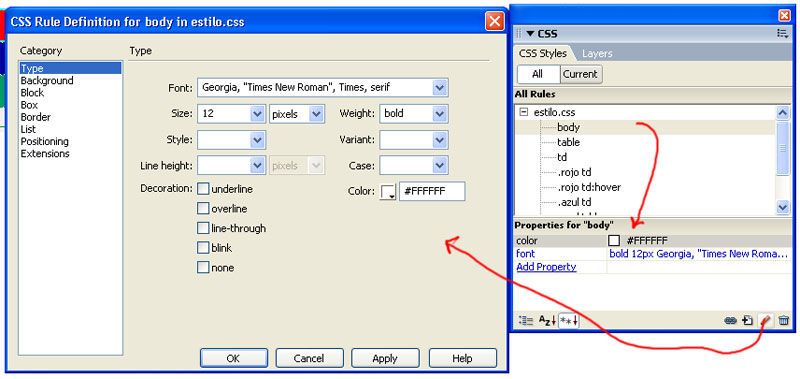 CSS Rule Definition for body in estilo.css
Category
Type
Background
Block
Box
Border
List
Positioning
Extensions
Type
Font: Georgia, "Times New Roman", Times, serif
Size: 12 pixels Weight: bold
Style: Variant:
Line height: pixels Case:
Decoration: underline Color: #FFFFFF
overline
line-through
blink
none
OK Cancel Apply Help
CSS
CSS Styles Layers
All Current
All Rules
estilo.css
body
table
td
.rojo td
.rojo td:hover
.azul td
Properties for "body"
color #FFFFFF
font bold 12px Georgia, "Times New Roma...
Add Property
AZ
**